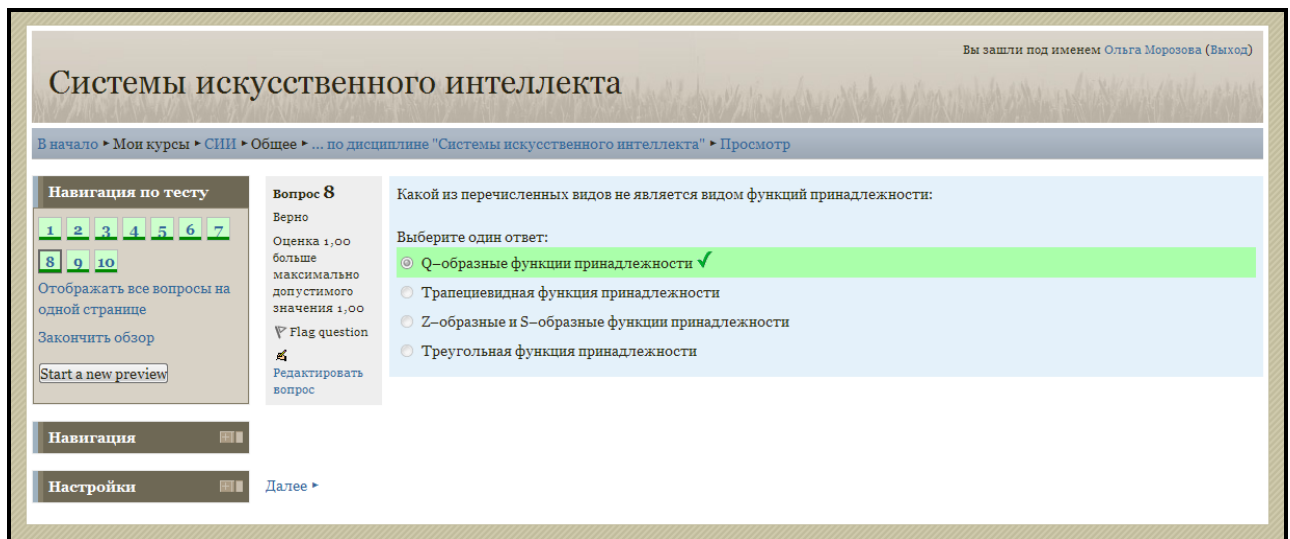 Вы зашли под именем Ольга Морозова (Выход)
Системы искусственного интеллекта
В начало ► Мои курсы ► СИИ ► Общее ► ... по дисциплине "Системы искусственного интеллекта" ► Просмотр
Навигация по тесту
1 2 3 4 5 6 7
8 9 10
Отображать все вопросы на
одной странице
Закончить обзор
Start a new preview
Навигация
Настройки
Вопрос 8
Верно
Оценка 1,00
больше
максимально
допустимого
значения 1,00
Flag question
Редактировать
вопрос
Какой из перечисленных видов не является видом функций принадлежности:
Выберите один ответ:
Q–образные функции принадлежности
Трапециевидная функция принадлежности
Z–образные и S–образные функции принадлежности
Треугольная функция принадлежности
Далее ►